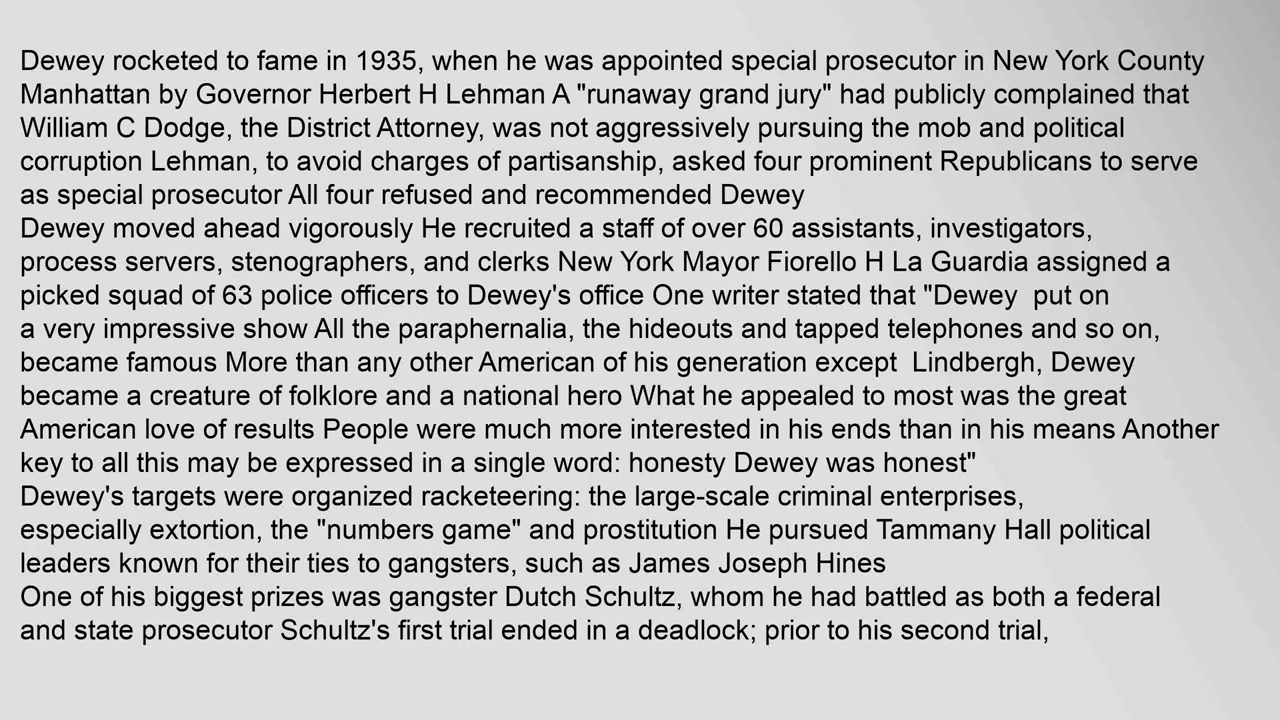 Dewey rocketed to fame in 1935, when he was appointed special prosecutor in New York County
Manhattan by Governor Herbert H Lehman A "runaway grand jury" had publicly complained that
William C Dodge, the District Attorney, was not aggressively pursuing the mob and political
corruption Lehman, to avoid charges of partisanship, asked four prominent Republicans to serve
as special prosecutor All four refused and recommended Dewey
Dewey moved ahead vigorously He recruited a staff of over 60 assistants, investigators,
process servers, stenographers, and clerks New York Mayor Fiorello H La Guardia assigned a
picked squad of 63 police officers to Dewey's office One writer stated that "Dewey  put on
a very impressive show All the paraphernalia, the hideouts and tapped telephones and so on,
became famous More than any other American of his generation except  Lindbergh, Dewey
became a creature of folklore and a national hero What he appealed to most was the great
American love of results People were much more interested in his ends than in his means Another
key to all this may be expressed in a single word: honesty Dewey was honest"
Dewey's targets were organized racketeering: the large-scale criminal enterprises,
especially extortion, the "numbers game" and prostitution He pursued Tammany Hall political
leaders known for their ties to gangsters, such as James Joseph Hines
One of his biggest prizes was gangster Dutch Schultz, whom he had battled as both a federal
and state prosecutor Schultz's first trial ended in a deadlock; prior to his second trial,